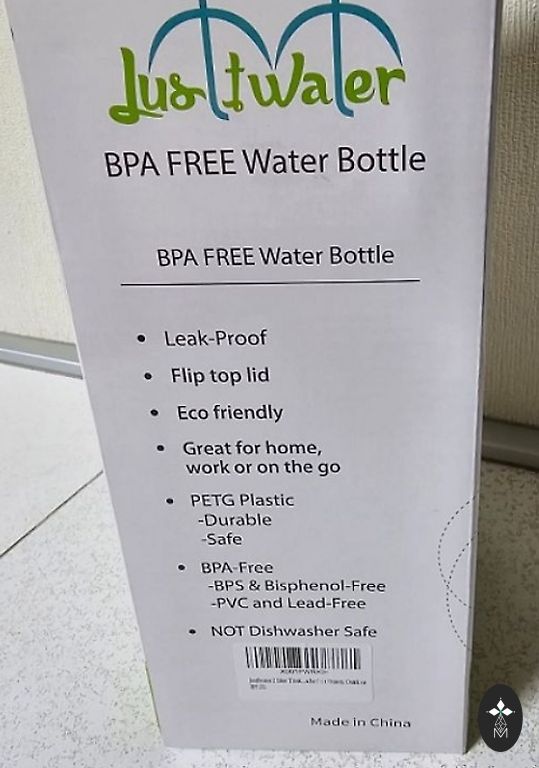 JustWater
BPA FREE Water Bottle
BPA FREE Water Bottle
• Leak-Proof
• Flip top lid
• Eco friendly
• Great for home,
work or on the go
• PETG Plastic
-Durable
-Safe
• BPA-Free
-BPS & Bisphenol-Free
-PVC and Lead-Free
• NOT Dishwasher Safe
Made in China
M